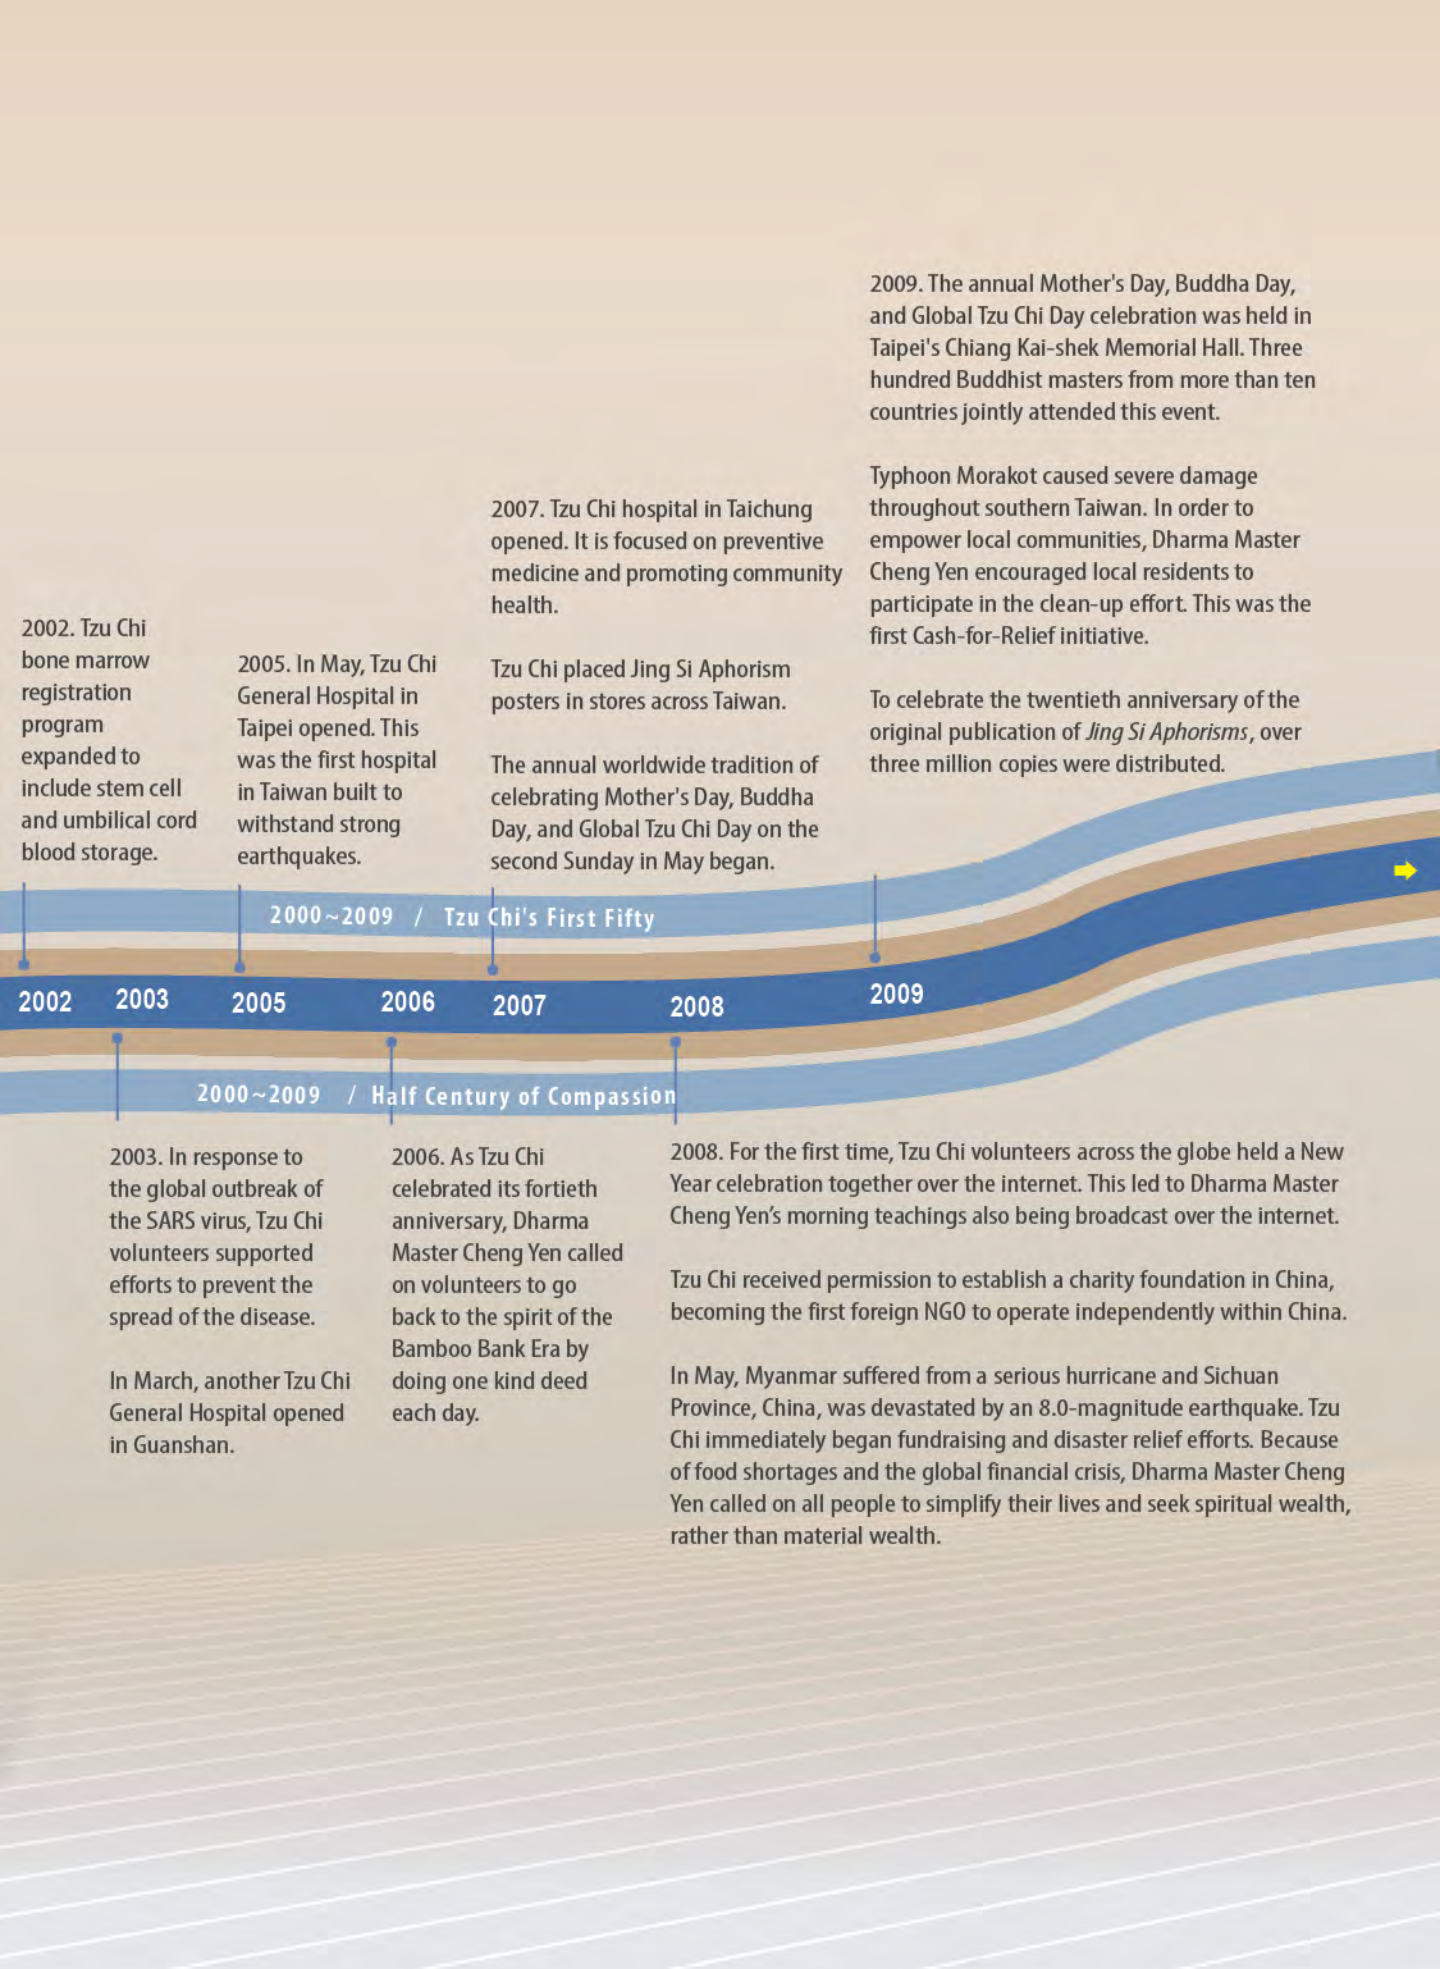 2009. The annual Mother's Day, Buddha Day,
and Global Tzu Chi Day celebration was held in
Taipei's Chiang Kai-shek Memorial Hall. Three
hundred Buddhist masters from more than ten
countries jointly attended this event.
Typhoon Morakot caused severe damage
throughout southern Taiwan. In order to
empower local communities, Dharma Master
Cheng Yen encouraged local residents to
participate in the clean-up effort. This was the
first Cash-for-Relief initiative.
To celebrate the twentieth anniversary of the
original publication of Jing Si Aphorisms, over
three million copies were distributed.
2007. Tzu Chi hospital in Taichung
opened. It is focused on preventive
medicine and promoting community
health.
Tzu Chi placed Jing Si Aphorism
posters in stores across Taiwan.
The annual worldwide tradition of
celebrating Mother's Day, Buddha
Day, and Global Tzu Chi Day on the
second Sunday in May began.
2002. Tzu Chi
bone marrow
registration
program
expanded to
include stem cell
and umbilical cord
blood storage.
2005. In May, Tzu Chi
General Hospital in
Taipei opened. This
was the first hospital
in Taiwan built to
withstand strong
earthquakes.
2000~2009 / Tzu Chi's First Fifty
2002 2003 2005 2006 2007 2008 2009
2000~2009 / Half Century of Compassion
2003. In response to
the global outbreak of
the SARS virus, Tzu Chi
volunteers supported
efforts to prevent the
spread of the disease.
In March, another Tzu Chi
General Hospital opened
in Guanshan.
2006. As Tzu Chi
celebrated its fortieth
anniversary, Dharma
Master Cheng Yen called
on volunteers to go
back to the spirit of the
Bamboo Bank Era by
doing one kind deed
each day.
2008. For the first time, Tzu Chi volunteers across the globe held a New
Year celebration together over the internet. This led to Dharma Master
Cheng Yen’s morning teachings also being broadcast over the internet.
Tzu Chi received permission to establish a charity foundation in China,
becoming the first foreign NGO to operate independently within China.
In May, Myanmar suffered from a serious hurricane and Sichuan
Province, China, was devastated by an 8.0-magnitude earthquake. Tzu
Chi immediately began fundraising and disaster relief efforts. Because
of food shortages and the global financial crisis, Dharma Master Cheng
Yen called on all people to simplify their lives and seek spiritual wealth,
rather than material wealth.